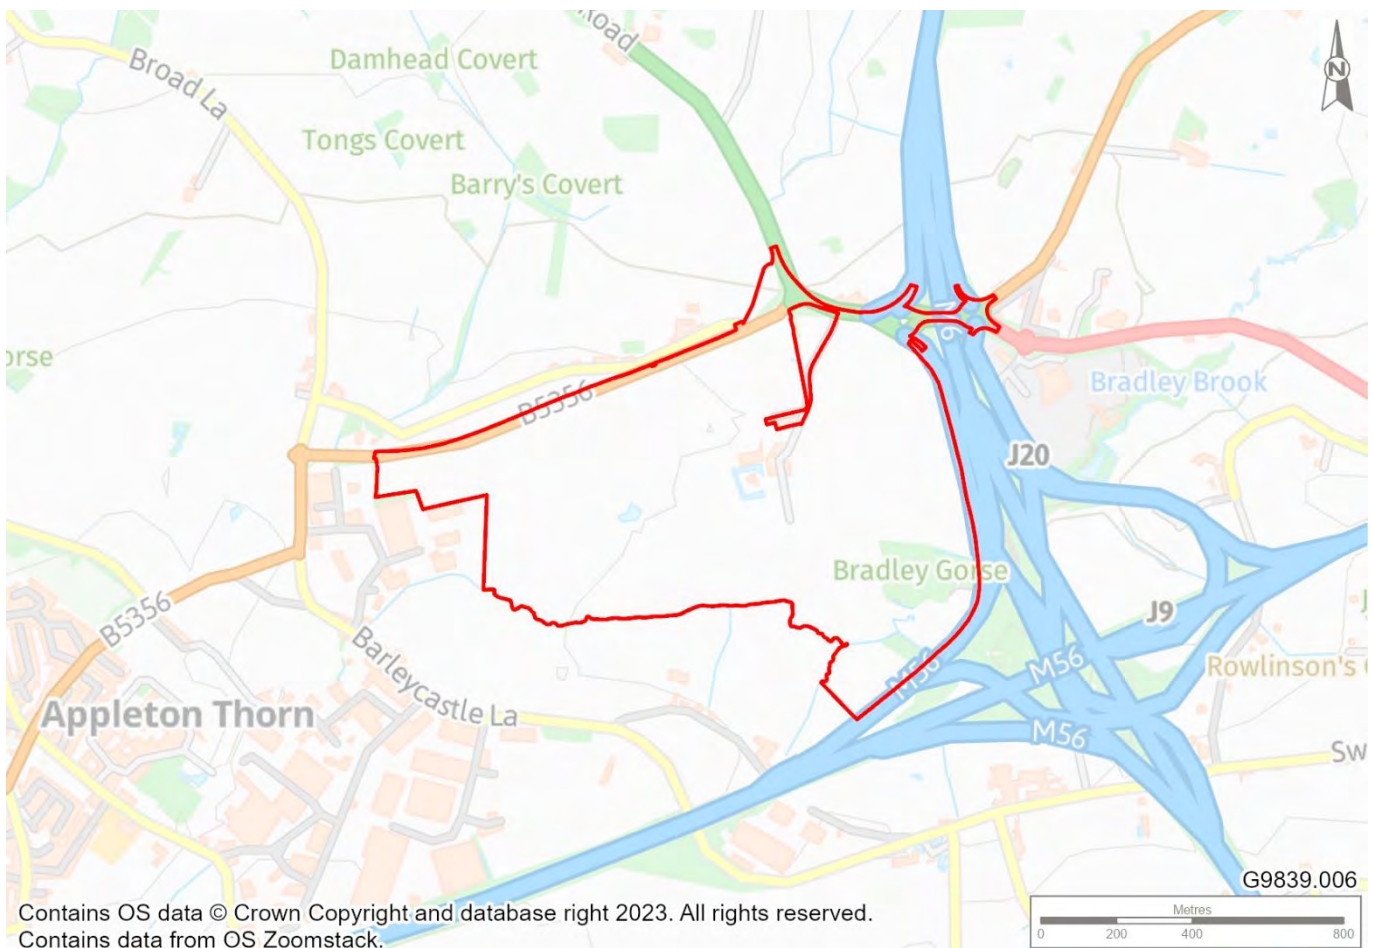 Road
Damhead Covert
Broad La
N
Tongs Covert
Barry's Covert
M6
orse
B5356
Bradley Brook
J20
Bradley Gorse
B5356
J9
J
Barleycastle La
M56
M56
Rowlinson's
Appleton Thorn
M56
Sw
G9839.006
Contains OS data © Crown Copyright and database right 2023. All rights reserved.
Contains data from OS Zoomstack.
Metres
0 200 400 800